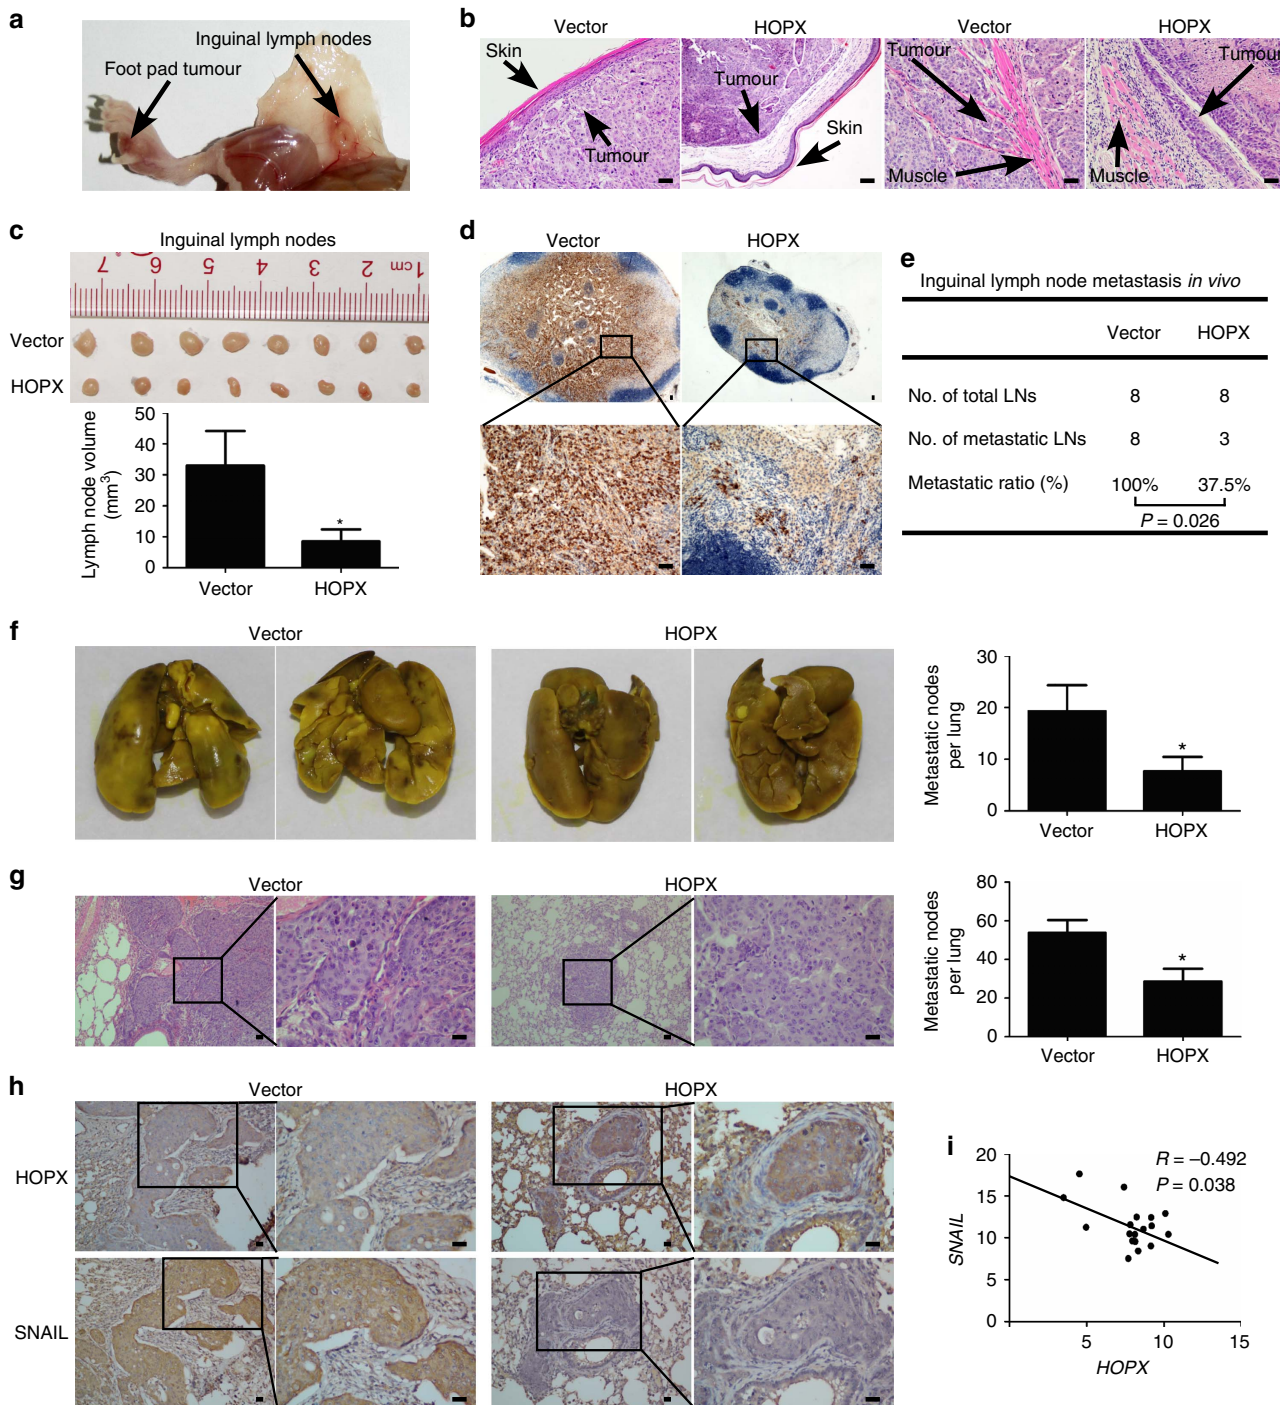 a
Inguinal lymph nodes
Foot pad tumour
b
Vector
HOPX
Vector
HOPX
Skin
Tumour
Tumour
Skin
Tumour
Muscle
Tumour
Muscle
c
Inguinal lymph nodes
7 6 5 4 3 2 cm 1
Vector
HOPX
Lymph node volume
(mm³)
50
40
30
20
10
0
*
Vector
HOPX
d
Vector
HOPX
e
Inguinal lymph node metastasis in vivo
Vector HOPX
No. of total LNs 8 8
No. of metastatic LNs 8 3
Metastatic ratio (%) 100% 37.5%
P = 0.026
f
Vector
HOPX
Metastatic nodes
per lung
30
20
10
0
*
Vector
HOPX
g
Vector
HOPX
Metastatic nodes
per lung
80
60
40
20
0
*
Vector
HOPX
h
Vector
HOPX
HOPX
SNAIL
i
R = −0.492
P = 0.038
SNAIL
20
15
10
5
0
5 10 15
HOPX